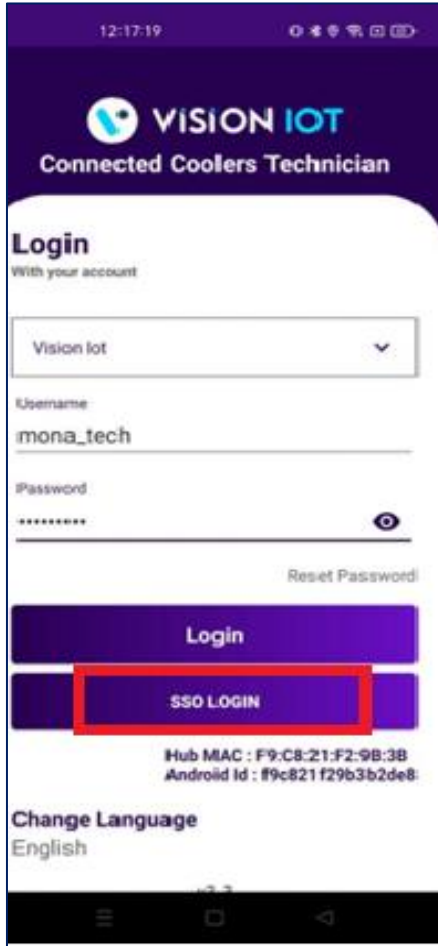 12:17:19
VISION IOT
Connected Coolers Technician
Login
With your account
Vision Iot
Username
mona_tech
Password
••••••••••
Reset Password
Login
SSO LOGIN
Hub MAC : F9:C8:21:F2:9B:3B
Android Id : f9c821f29b3b2de8
Change Language
English